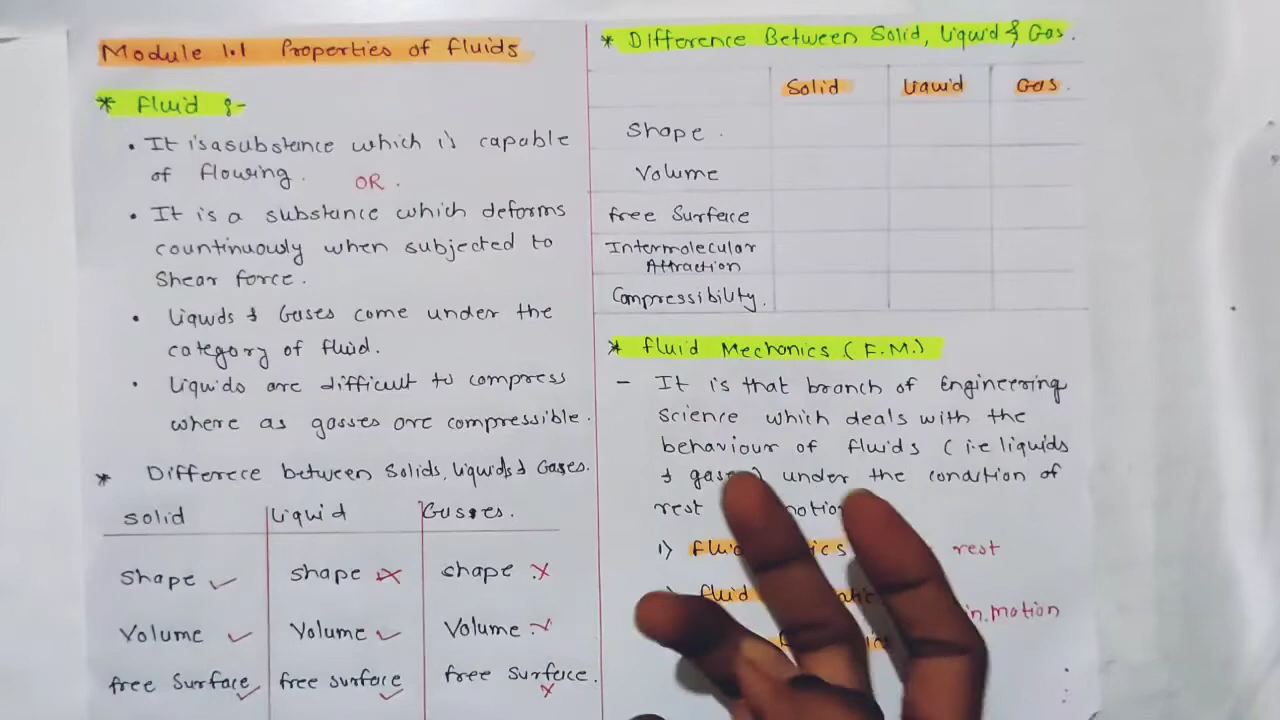 Module 1.1 Properties of fluids
* fluid :-
• It is a substance which is capable
of flowing. OR.
• It is a substance which deforms
countinuously when subjected to
Shear force.
• Liquids & Gases come under the
category of fluid.
• Liquids are difficult to compress
where as gasses are compressible.
* Differece between Solids, Liquids & Gases.
Solid Liquid Gasses.
Shape ✓ Shape ✗ Shape ✗
Volume ✓ Volume ✓ Volume
free Surface ✓ free surface ✓ free Surface. ✗
* Difference Between Solid, Liquid & Gas.
Solid Liquid Gas.
Shape.
Volume
free Surface
Intermolecular
Attraction
Compressibility.
* fluid Mechanics (F.M.)
- It is that branch of Engineering
Science which deals with the
behaviour of fluids (i.e liquids
& gases) under the condition of
rest
1) rest
fluid
in motion